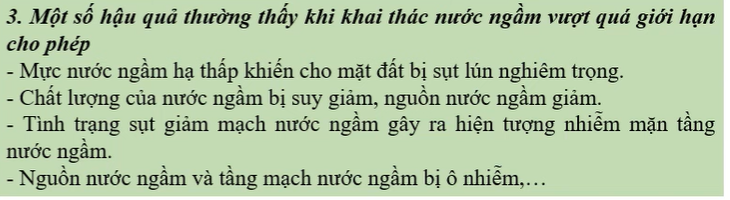 3. Một số hậu quả thường thấy khi khai thác nước ngầm vượt quá giới hạn
cho phép
- Mực nước ngầm hạ thấp khiến cho mặt đất bị sụt lún nghiêm trọng.
- Chất lượng của nước ngầm bị suy giảm, nguồn nước ngầm giảm.
- Tình trạng sụt giảm mạch nước ngầm gây ra hiện tượng nhiễm mặn tầng
nước ngầm.
- Nguồn nước ngầm và tầng mạch nước ngầm bị ô nhiễm,…